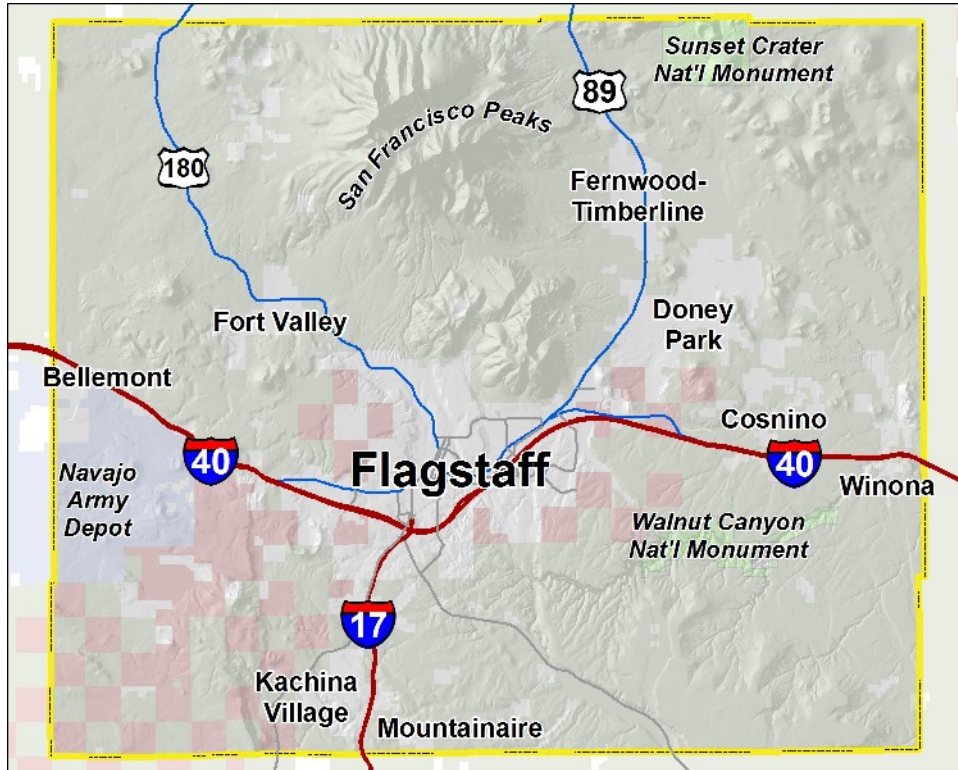 Sunset Crater
Nat'l Monument
89
San Francisco Peaks
180
Fernwood-
Timberline
Fort Valley
Doney
Park
Bellemont
Cosnino
40
Flagstaff
40
Navajo
Army
Depot
Winona
Walnut Canyon
Nat'l Monument
17
Kachina
Village
Mountainaire